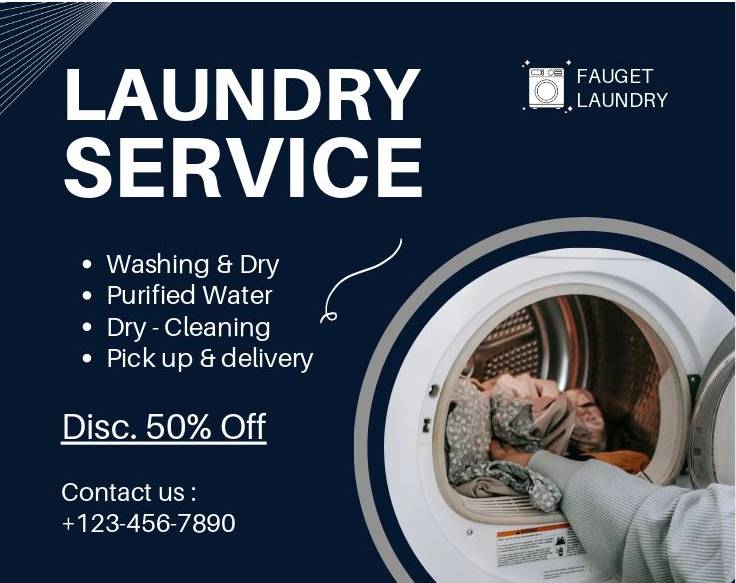 LAUNDRY
SERVICE
FAUGET
LAUNDRY
• Washing & Dry
• Purified Water
• Dry - Cleaning
• Pick up & delivery
Disc. 50% Off
Contact us :
+123-456-7890